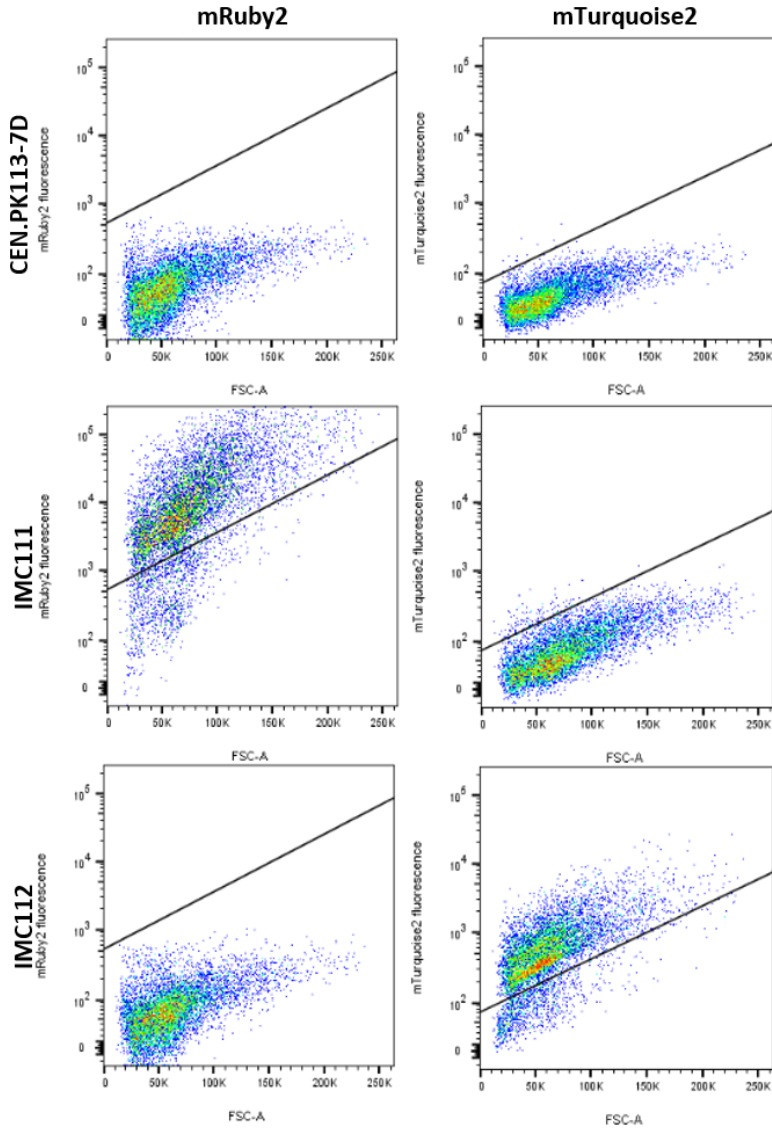 mRuby2 mTurquoise2
CEN.PK113-7D
mRuby2 fluorescence
10^5
10^4
10^3
10^2
0
0 50K 100K 150K 200K 250K
FSC-A
mTurquoise2 fluorescence
10^5
10^4
10^3
10^2
0
0 50K 100K 150K 200K 250K
FSC-A
IMC111
mRuby2 fluorescence
10^5
10^4
10^3
10^2
0
0 50K 100K 150K 200K 250K
FSC-A
mTurquoise2 fluorescence
10^5
10^4
10^3
10^2
0
0 50K 100K 150K 200K 250K
FSC-A
IMC112
mRuby2 fluorescence
10^5
10^4
10^3
10^2
0
0 50K 100K 150K 200K 250K
FSC-A
mTurquoise2 fluorescence
10^5
10^4
10^3
10^2
0
0 50K 100K 150K 200K 250K
FSC-A